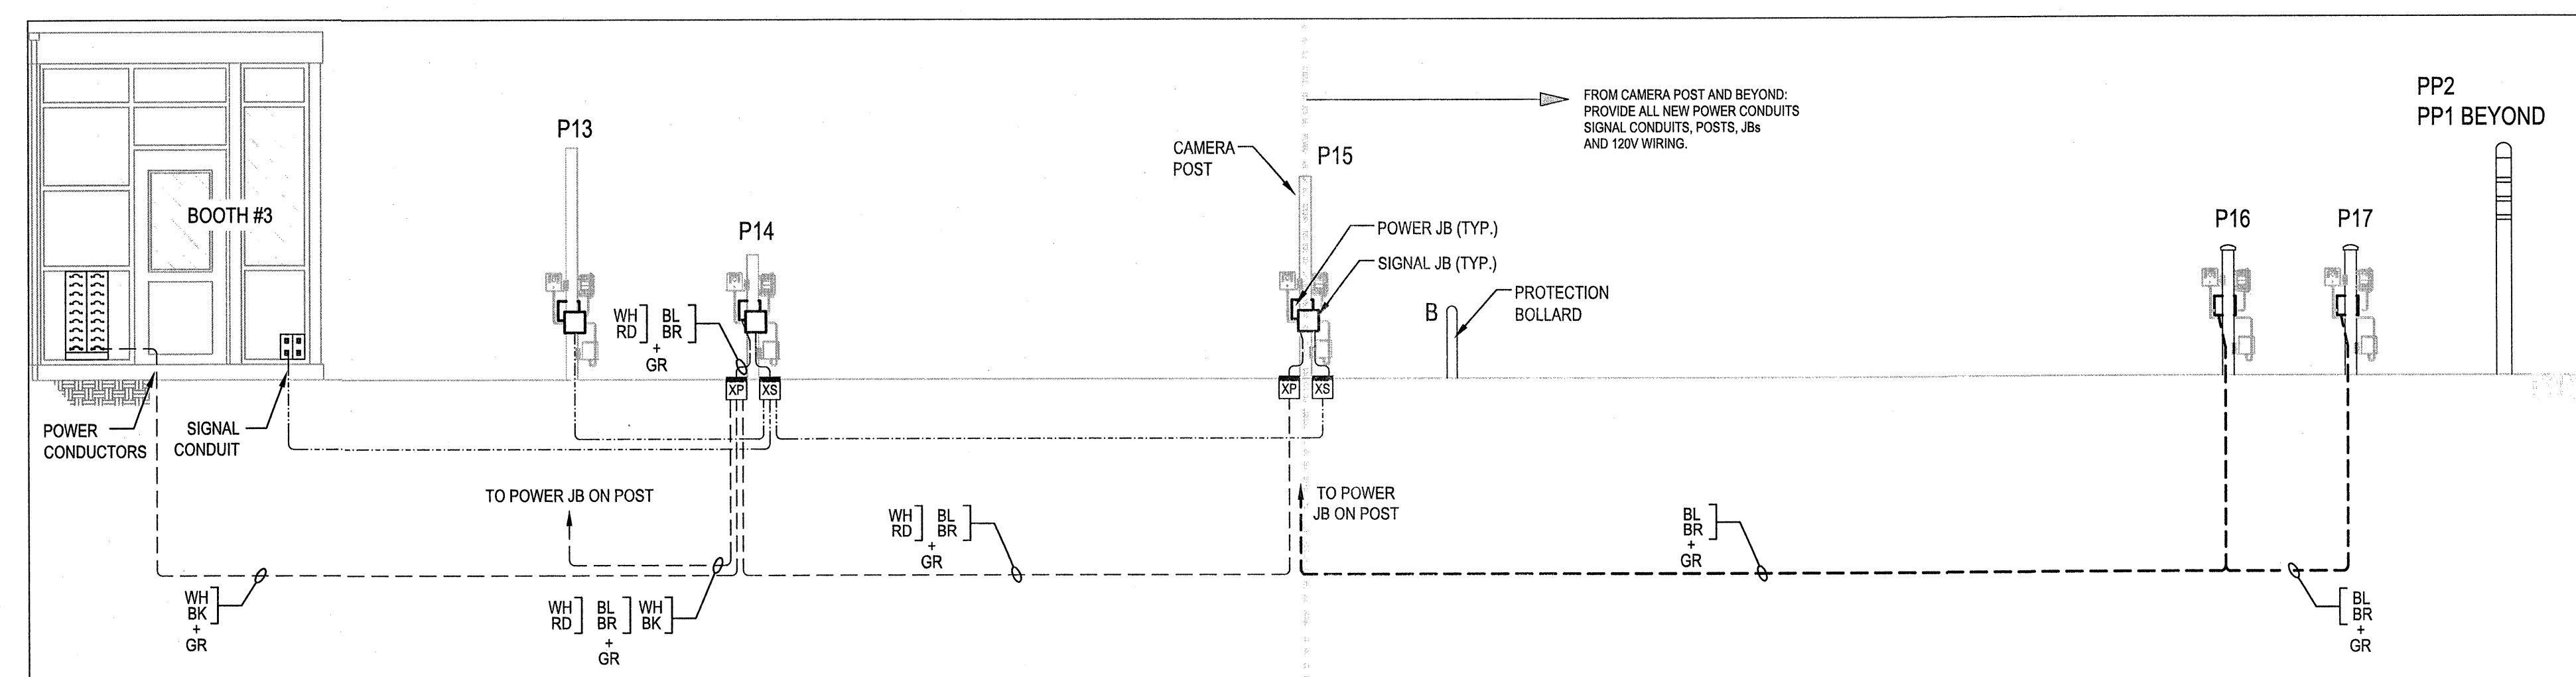 PP2
PP1 BEYOND
FROM CAMERA POST AND BEYOND:
PROVIDE ALL NEW POWER CONDUITS
SIGNAL CONDUITS, POSTS, JBs
AND 120V WIRING.
P13
CAMERA
POST
P15
BOOTH #3
P14
POWER JB (TYP.)
SIGNAL JB (TYP.)
P16
P17
WH
RD
BL
BR
+
GR
B
PROTECTION
BOLLARD
XP
XS
XP
XS
POWER
CONDUCTORS
SIGNAL
CONDUIT
TO POWER JB ON POST
TO POWER
JB ON POST
WH
RD
BL
BR
+
GR
BL
BR
+
GR
WH
BK
+
GR
WH
RD
BL
BR
WH
BK
+
GR
BL
BR
+
GR